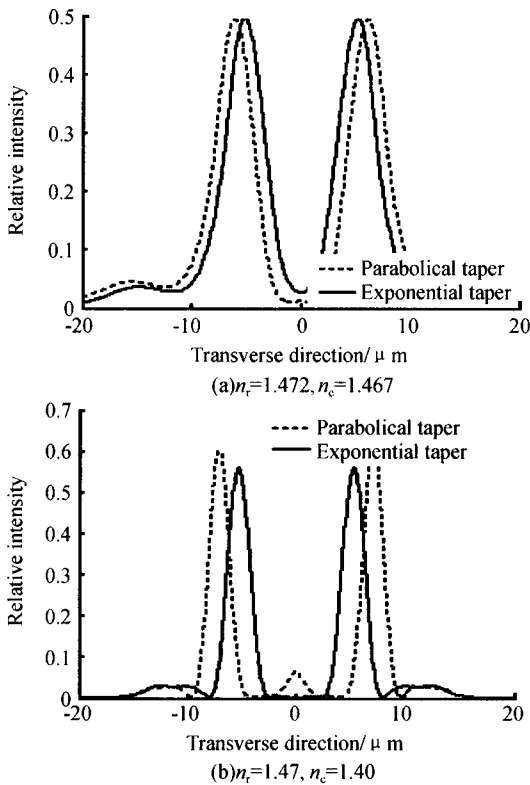 0.5
0.4
0.3
0.2
0.1
0
Relative intensity
Parabolical taper
Exponential taper
-20 -10 0 10 20
Transverse direction/ μ m
(a)nr=1.472, nc=1.467
0.7
0.6
0.5
0.4
0.3
0.2
0.1
0
Relative intensity
Parabolical taper
Exponential taper
-20 -10 0 10 20
Transverse direction/ μ m
(b)nr=1.47, nc=1.40